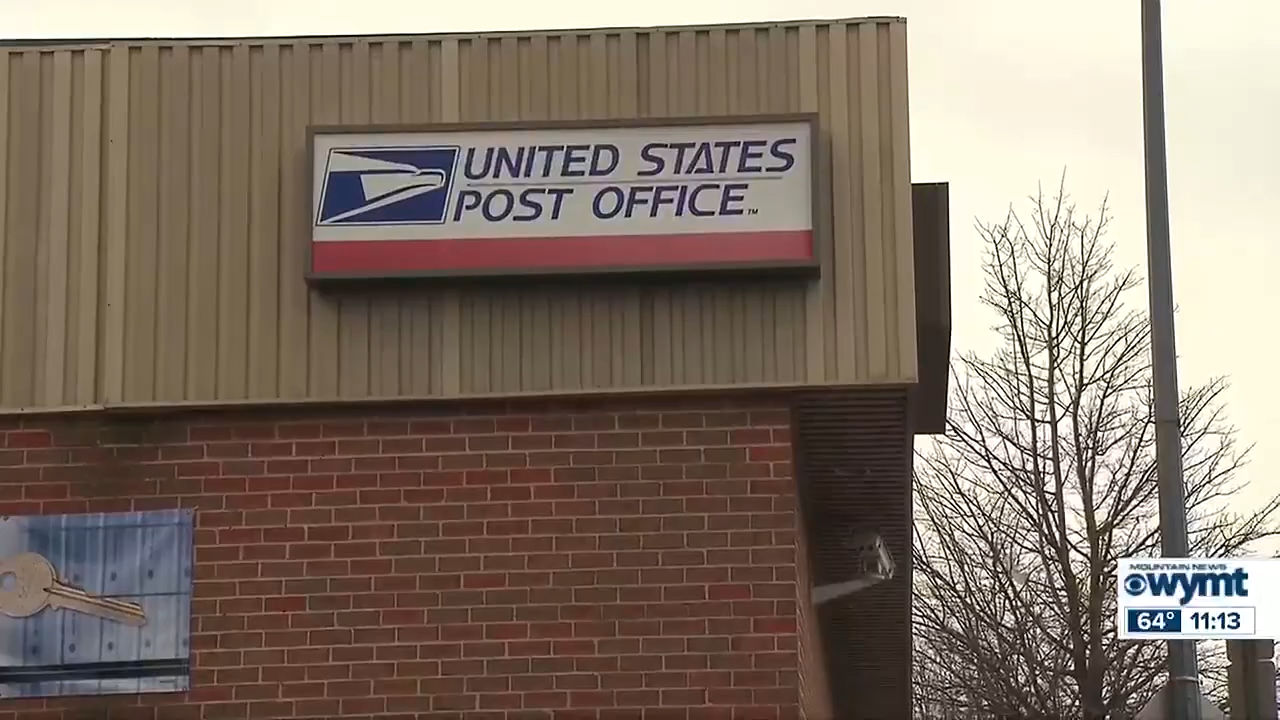 UNITED STATES
POST OFFICE™
MOUNTAIN NEWS
wymt
64° 11:13